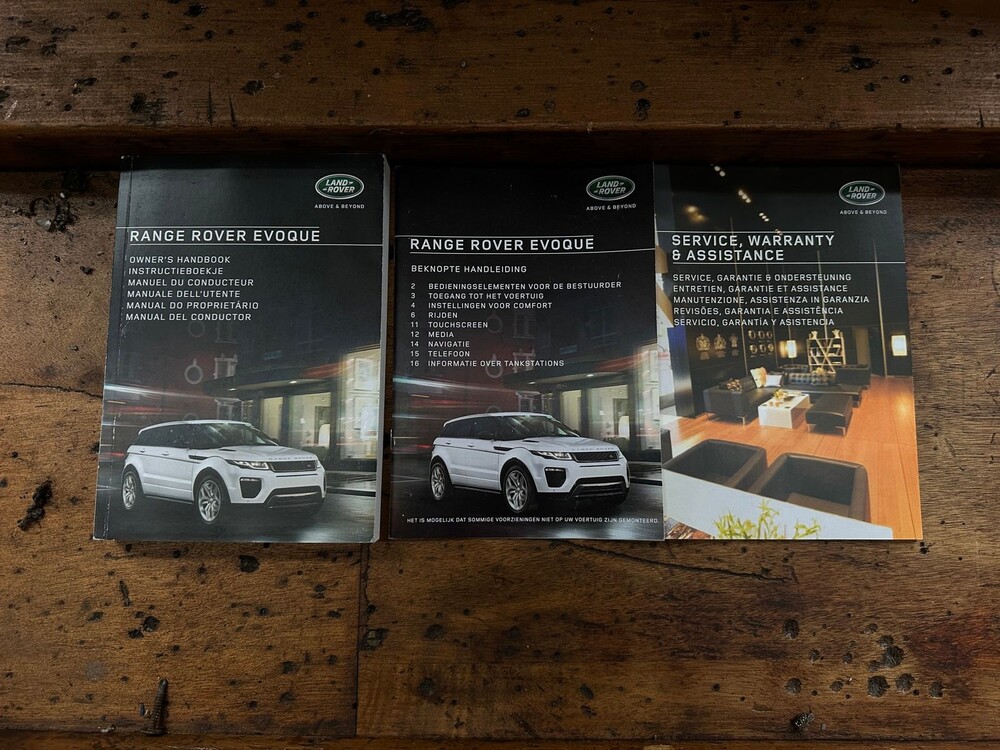 LAND-
-ROVER
ABOVE & BEYOND
RANGE ROVER EVOQUE
OWNER'S HANDBOOK
INSTRUCTIEBOEKJE
MANUEL DU CONDUCTEUR
MANUALE DELL'UTENTE
MANUAL DO PROPRIETÁRIO
MANUAL DEL CONDUCTOR
LAND-
-ROVER
ABOVE & BEYOND
RANGE ROVER EVOQUE
BEKNOPTE HANDLEIDING
2 BEDIENINGSELEMENTEN VOOR DE BESTUURDER
3 TOEGANG TOT HET VOERTUIG
4 INSTELLINGEN VOOR COMFORT
6 RIJDEN
11 TOUCHSCREEN
12 MEDIA
14 NAVIGATIE
15 TELEFOON
16 INFORMATIE OVER TANKSTATIONS
HET IS MOGELIJK DAT SOMMIGE VOORZIENINGEN NIET OP UW VOERTUIG ZIJN GEMONTEERD.
LAND-
-ROVER
ABOVE & BEYOND
SERVICE, WARRANTY
& ASSISTANCE
SERVICE, GARANTIE & ONDERSTEUNING
ENTRETIEN, GARANTIE ET ASSISTANCE
MANUTENZIONE, ASSISTENZA IN GARANZIA
REVISÕES, GARANTIA E ASSISTÊNCIA
SERVICIO, GARANTÍA Y ASISTENCIA